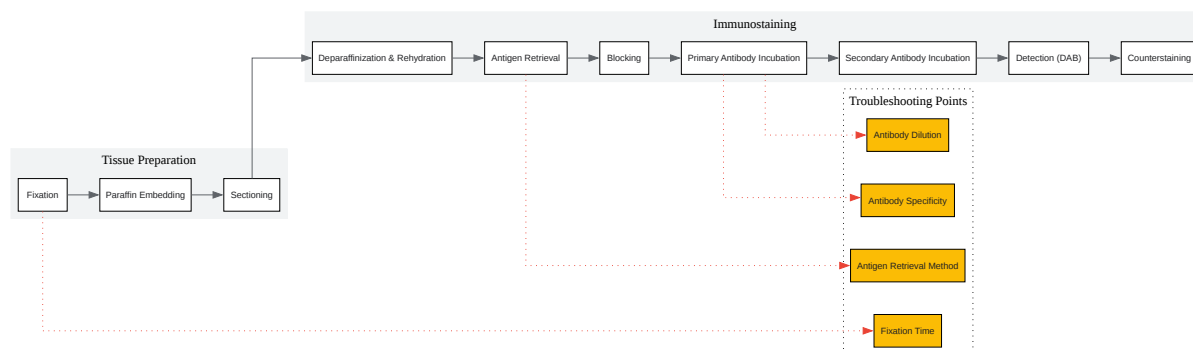 Immunostaining
Deparaffinization & Rehydration
Antigen Retrieval
Blocking
Primary Antibody Incubation
Secondary Antibody Incubation
Detection (DAB)
Counterstaining
Troubleshooting Points
Antibody Dilution
Tissue Preparation
Fixation
Paraffin Embedding
Sectioning
Antibody Specificity
Antigen Retrieval Method
Fixation Time